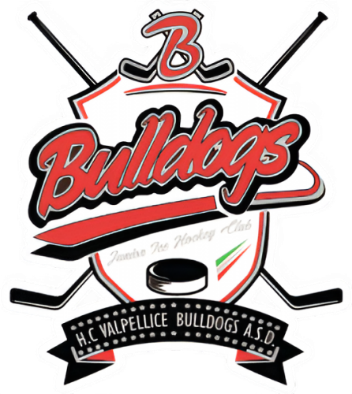 B
Bulldogs
Junior Ice Hockey Club
H.C VALPELLICE BULLDOGS A.S.D.